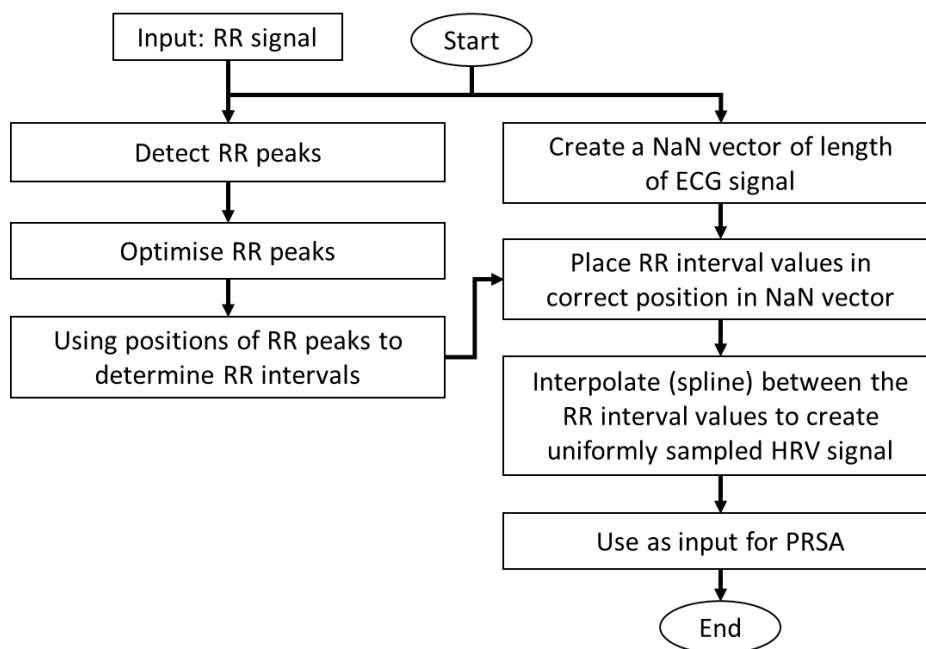 Input: RR signal
Start
Detect RR peaks
Optimise RR peaks
Using positions of RR peaks to
determine RR intervals
Create a NaN vector of length
of ECG signal
Place RR interval values in
correct position in NaN vector
Interpolate (spline) between the
RR interval values to create
uniformly sampled HRV signal
Use as input for PRSA
End